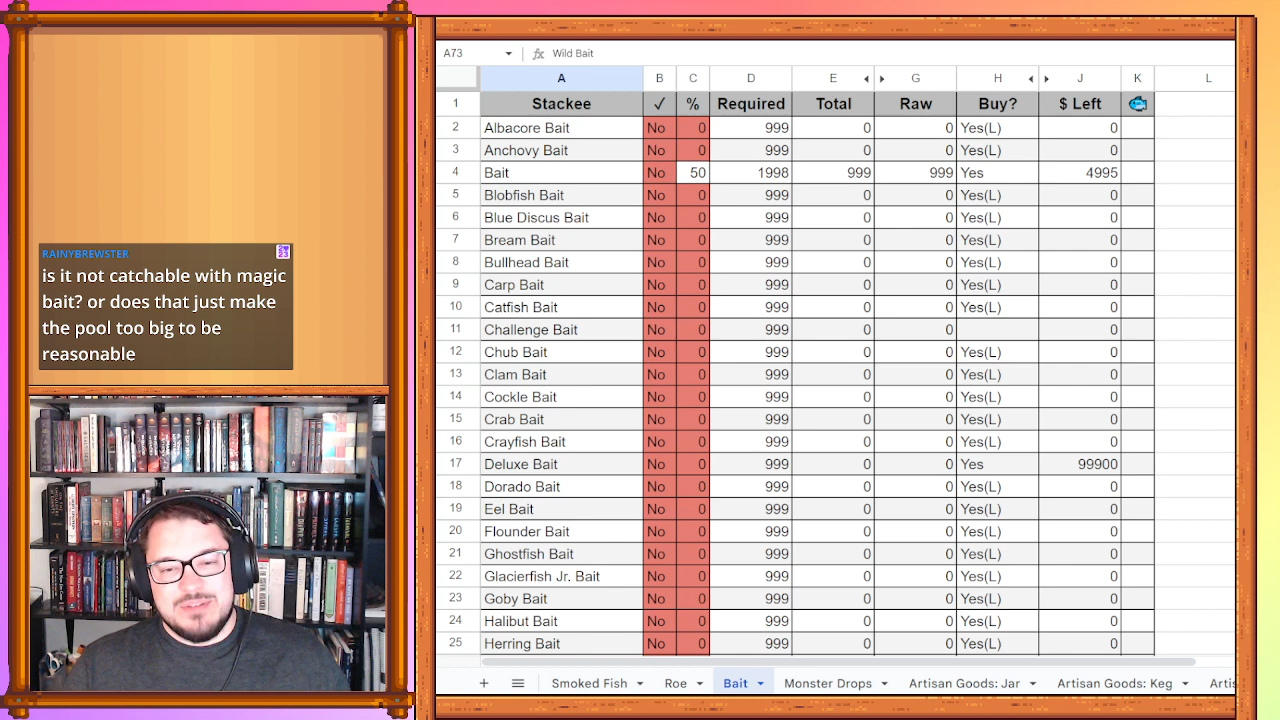 RAINYBREWSTER
is it not catchable with magic
bait? or does that just make
the pool too big to be
reasonable
A73 fx Wild Bait
A B C D E G H J K L
1 Stackee ✓ % Required Total Raw Buy? $ Left
2 Albacore Bait No 0 999 0 0 Yes(L) 0
3 Anchovy Bait No 0 999 0 0 Yes(L) 0
4 Bait No 50 1998 999 999 Yes 4995
5 Blobfish Bait No 0 999 0 0 Yes(L) 0
6 Blue Discus Bait No 0 999 0 0 Yes(L) 0
7 Bream Bait No 0 999 0 0 Yes(L) 0
8 Bullhead Bait No 0 999 0 0 Yes(L) 0
9 Carp Bait No 0 999 0 0 Yes(L) 0
10 Catfish Bait No 0 999 0 0 Yes(L) 0
11 Challenge Bait No 0 999 0 0 0
12 Chub Bait No 0 999 0 0 Yes(L) 0
13 Clam Bait No 0 999 0 0 Yes(L) 0
14 Cockle Bait No 0 999 0 0 Yes(L) 0
15 Crab Bait No 0 999 0 0 Yes(L) 0
16 Crayfish Bait No 0 999 0 0 Yes(L) 0
17 Deluxe Bait No 0 999 0 0 Yes 99900
18 Dorado Bait No 0 999 0 0 Yes(L) 0
19 Eel Bait No 0 999 0 0 Yes(L) 0
20 Flounder Bait No 0 999 0 0 Yes(L) 0
21 Ghostfish Bait No 0 999 0 0 Yes(L) 0
22 Glacierfish Jr. Bait No 0 999 0 0 Yes(L) 0
23 Goby Bait No 0 999 0 0 Yes(L) 0
24 Halibut Bait No 0 999 0 0 Yes(L) 0
25 Herring Bait No 0 999 0 0 Yes(L) 0
+ Smoked Fish Roe Bait Monster Drops Artisan Goods: Jar Artisan Goods: Keg Artis